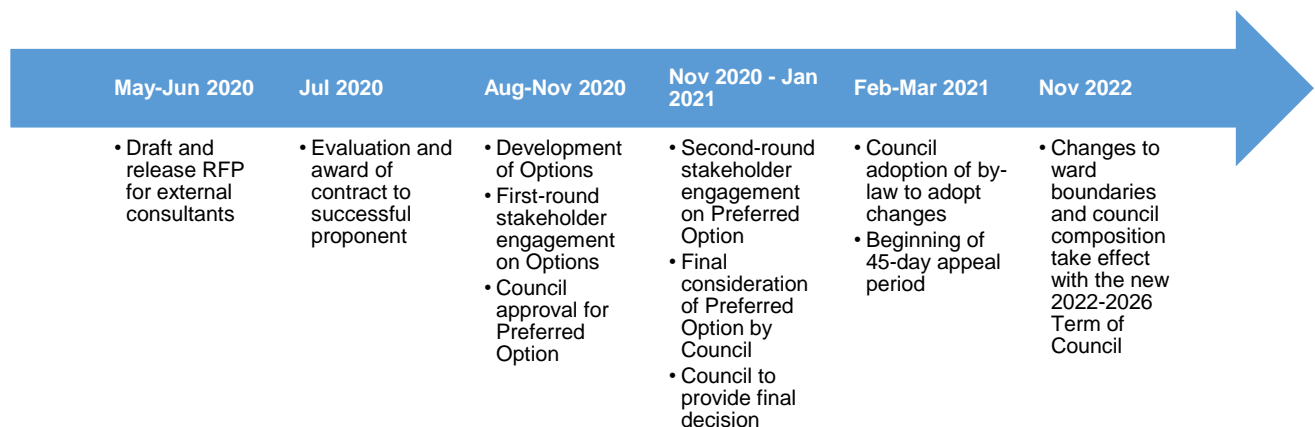 May-Jun 2020
• Draft and
release RFP
for external
consultants
Jul 2020
• Evaluation and
award of
contract to
successful
proponent
Aug-Nov 2020
• Development
of Options
• First-round
stakeholder
engagement
on Options
• Council
approval for
Preferred
Option
Nov 2020 - Jan
2021
• Second-round
stakeholder
engagement
on Preferred
Option
• Final
consideration
of Preferred
Option by
Council
• Council to
provide final
decision
Feb-Mar 2021
• Council
adoption of by-
law to adopt
changes
• Beginning of
45-day appeal
period
Nov 2022
• Changes to
ward
boundaries
and council
composition
take effect
with the new
2022-2026
Term of
Council